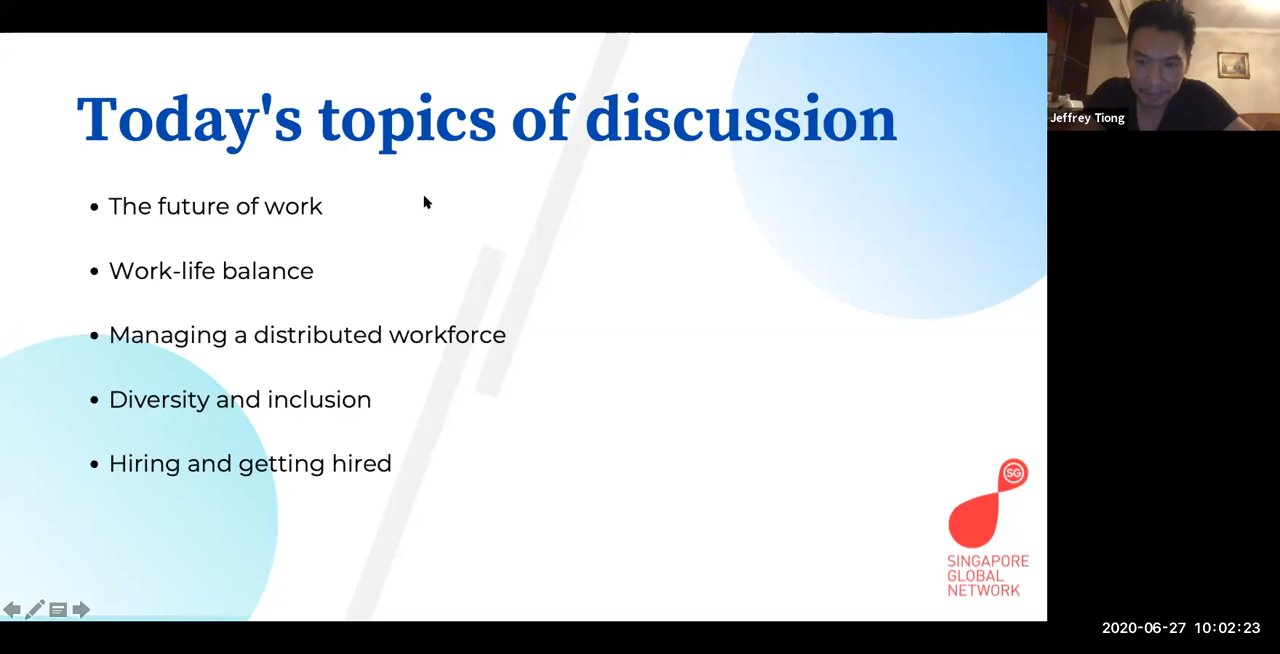 Today's topics of discussion
Jeffrey Tiong
• The future of work
• Work-life balance
• Managing a distributed workforce
• Diversity and inclusion
• Hiring and getting hired
SG
SINGAPORE
GLOBAL
NETWORK
2020-06-27 10:02:23